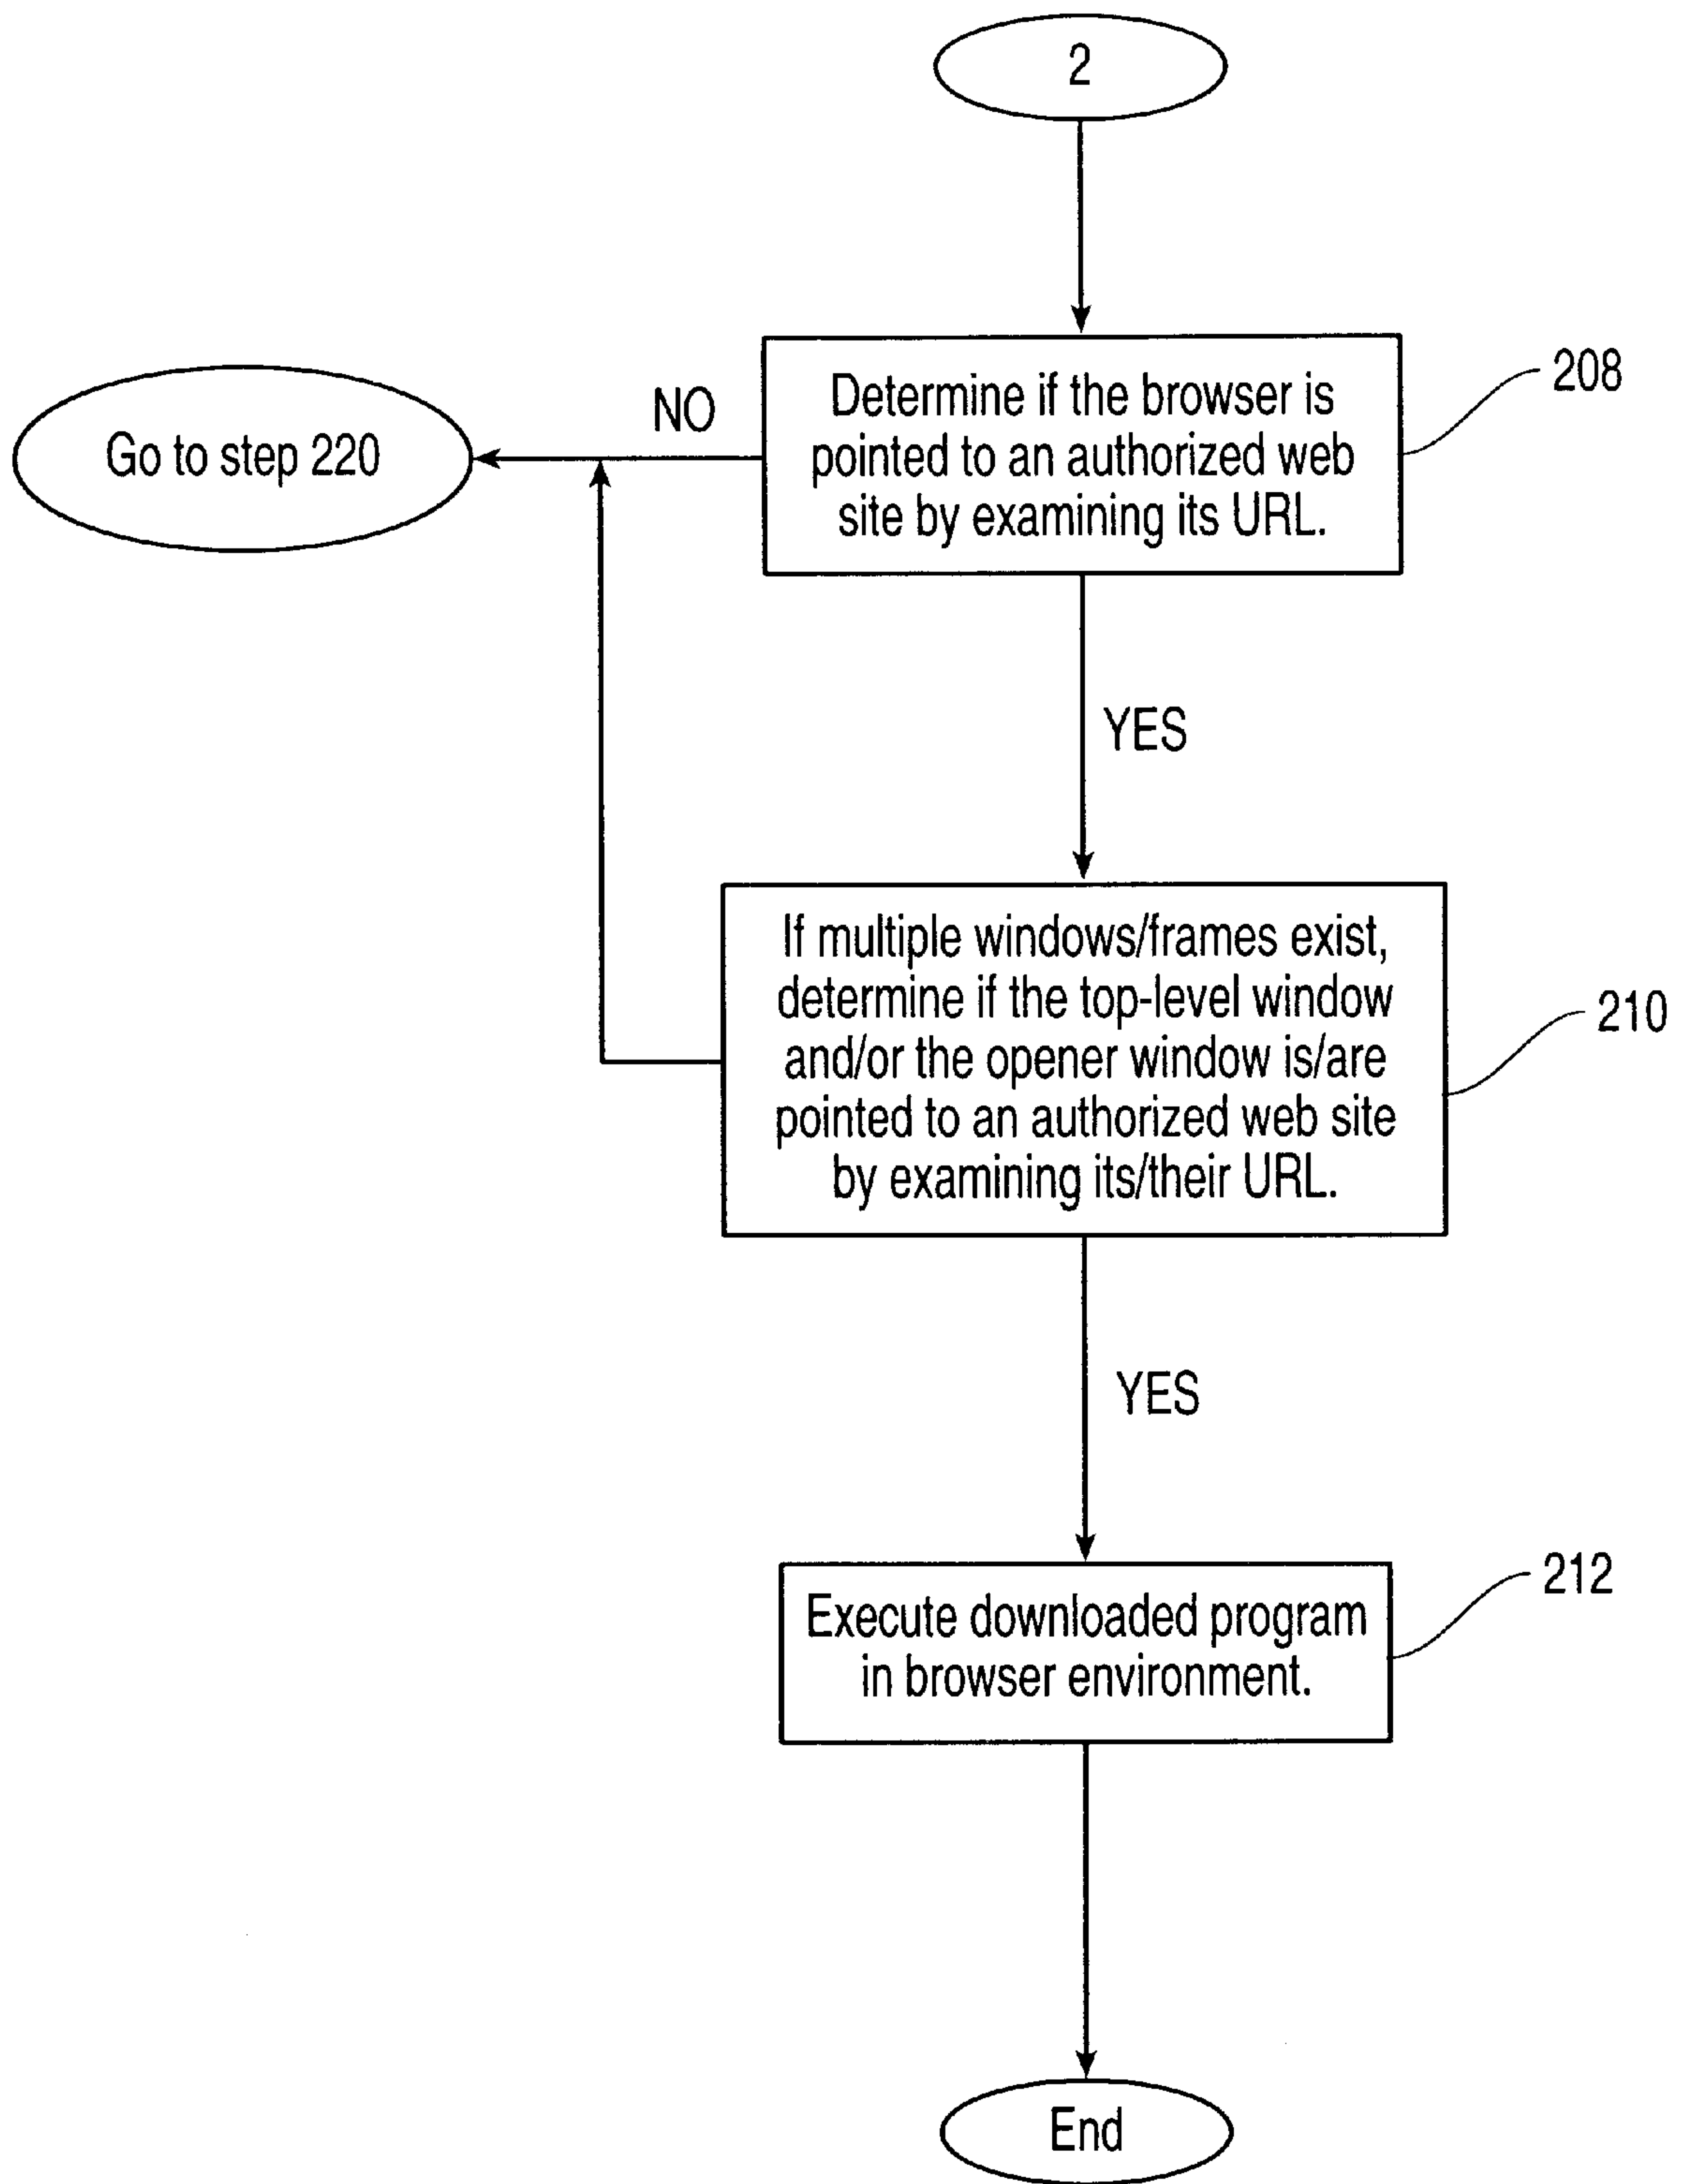 2
Determine if the browser is
pointed to an authorized web
site by examining its URL.
208
NO
Go to step 220
YES
If multiple windows/frames exist,
determine if the top-level window
and/or the opener window is/are
pointed to an authorized web site
by examining its/their URL.
210
YES
Execute downloaded program
in browser environment.
212
End